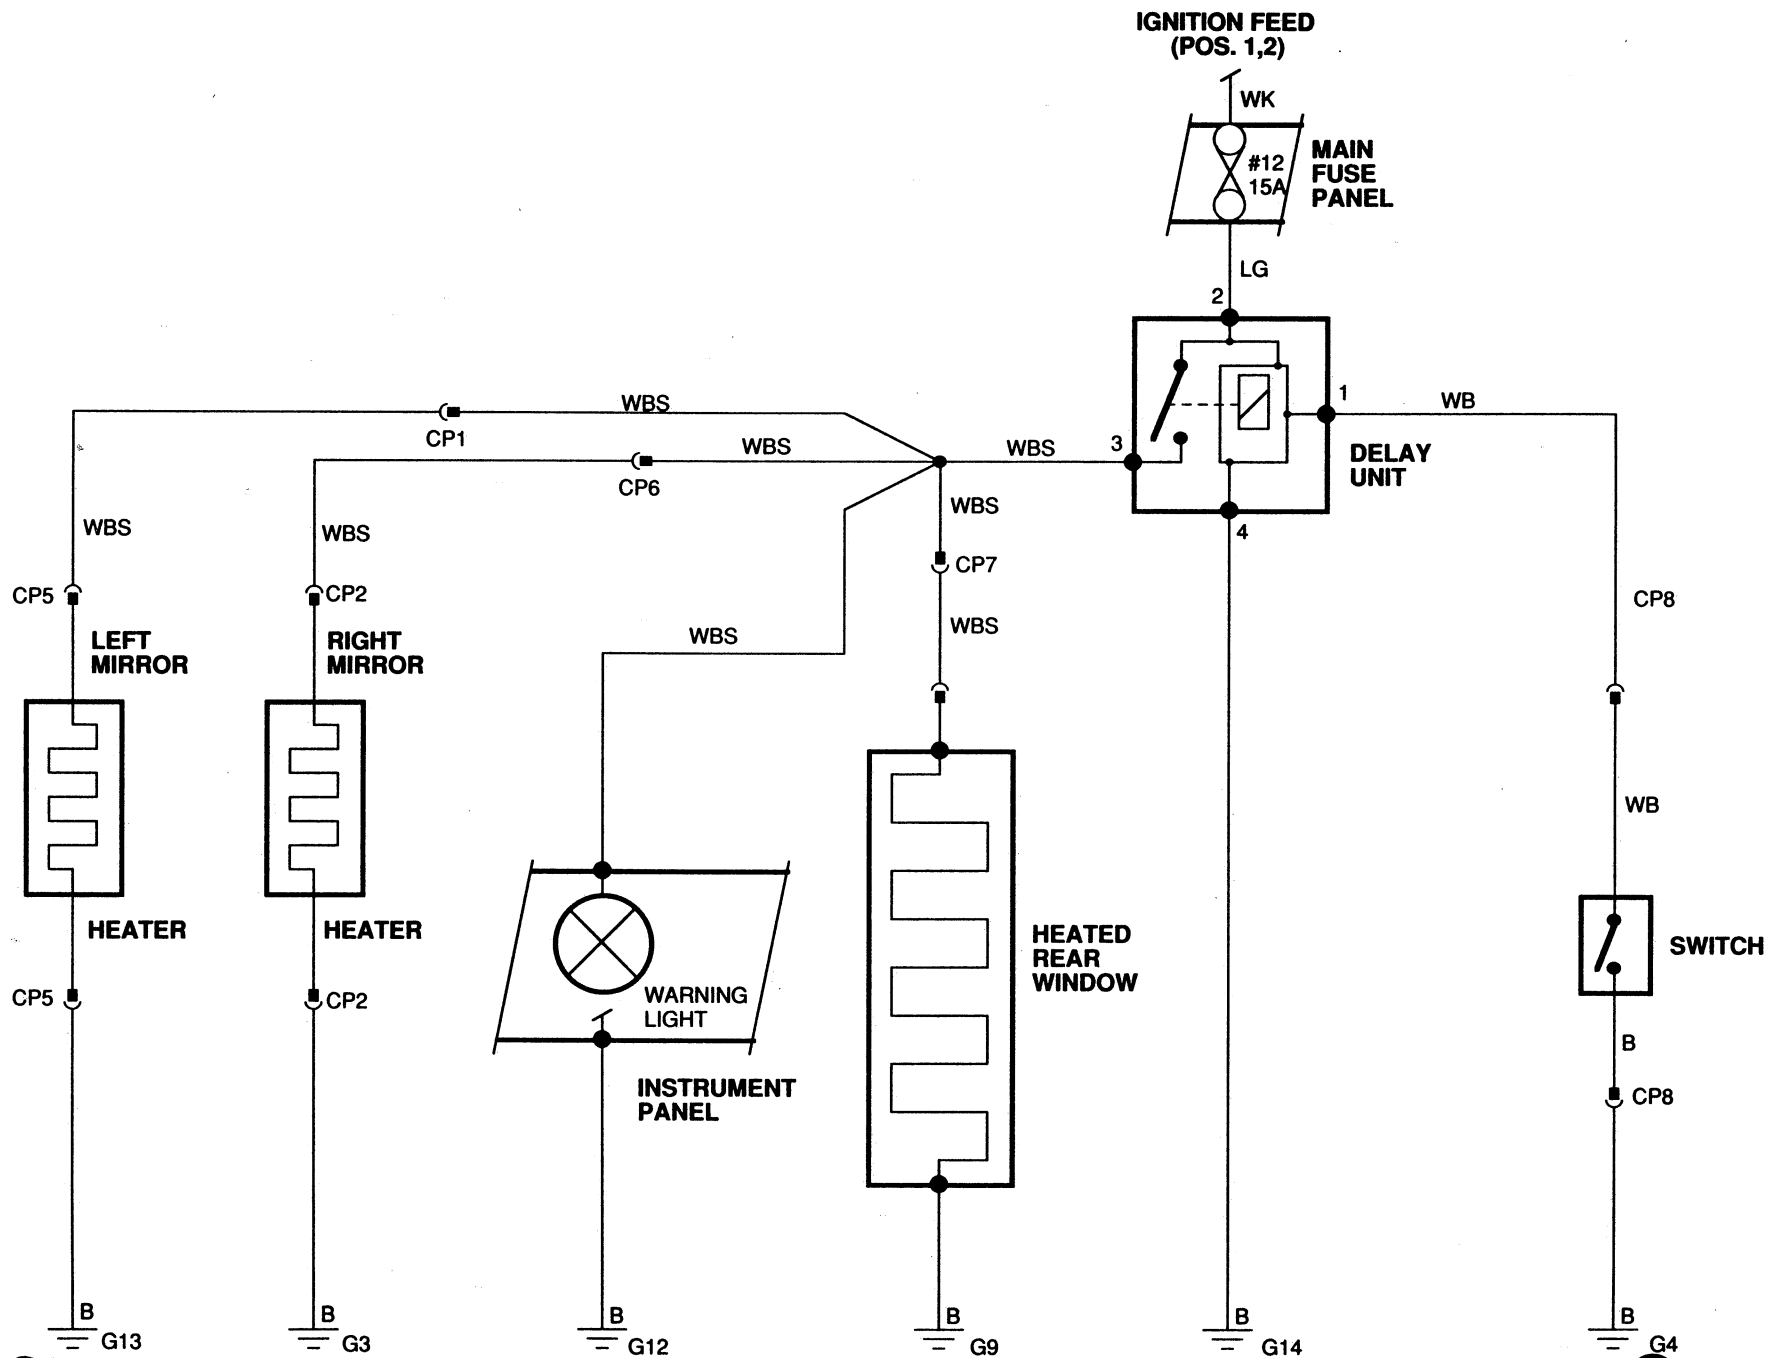 IGNITION FEED
(POS. 1,2)
WK
#12
15A
MAIN
FUSE
PANEL
LG
2
1
WB
WBS
CP1
WBS
CP6
WBS
3
DELAY
UNIT
4
WBS
CP7
WBS
WBS
WBS
CP5
CP2
WBS
CP8
LEFT
MIRROR
RIGHT
MIRROR
WB
HEATER
HEATER
HEATED
REAR
WINDOW
SWITCH
CP5
CP2
WARNING
LIGHT
B
INSTRUMENT
PANEL
CP8
B
G13
B
G3
B
G12
B
G9
B
G14
B
G4